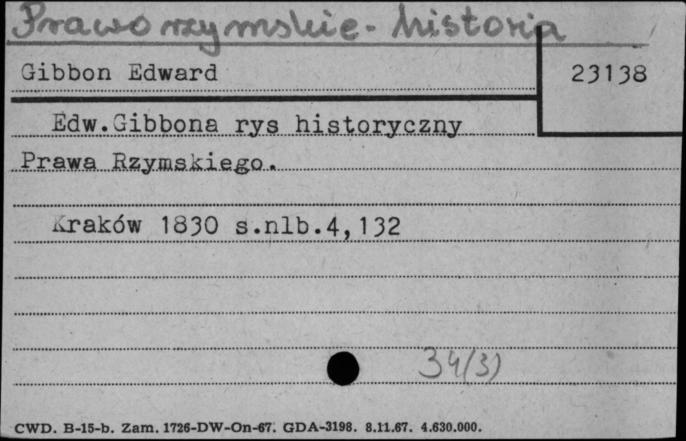 Prawo rzymskie - historia
Gibbon Edward 23138
Edw.Gibbona rys historyczny
Prawa Rzymskiego.
Kraków 1830 s.nlb.4,132
34(3)
CWD. B-15-b. Zam. 1726-DW-On-67. GDA-3198. 8.11.67. 4.630.000.